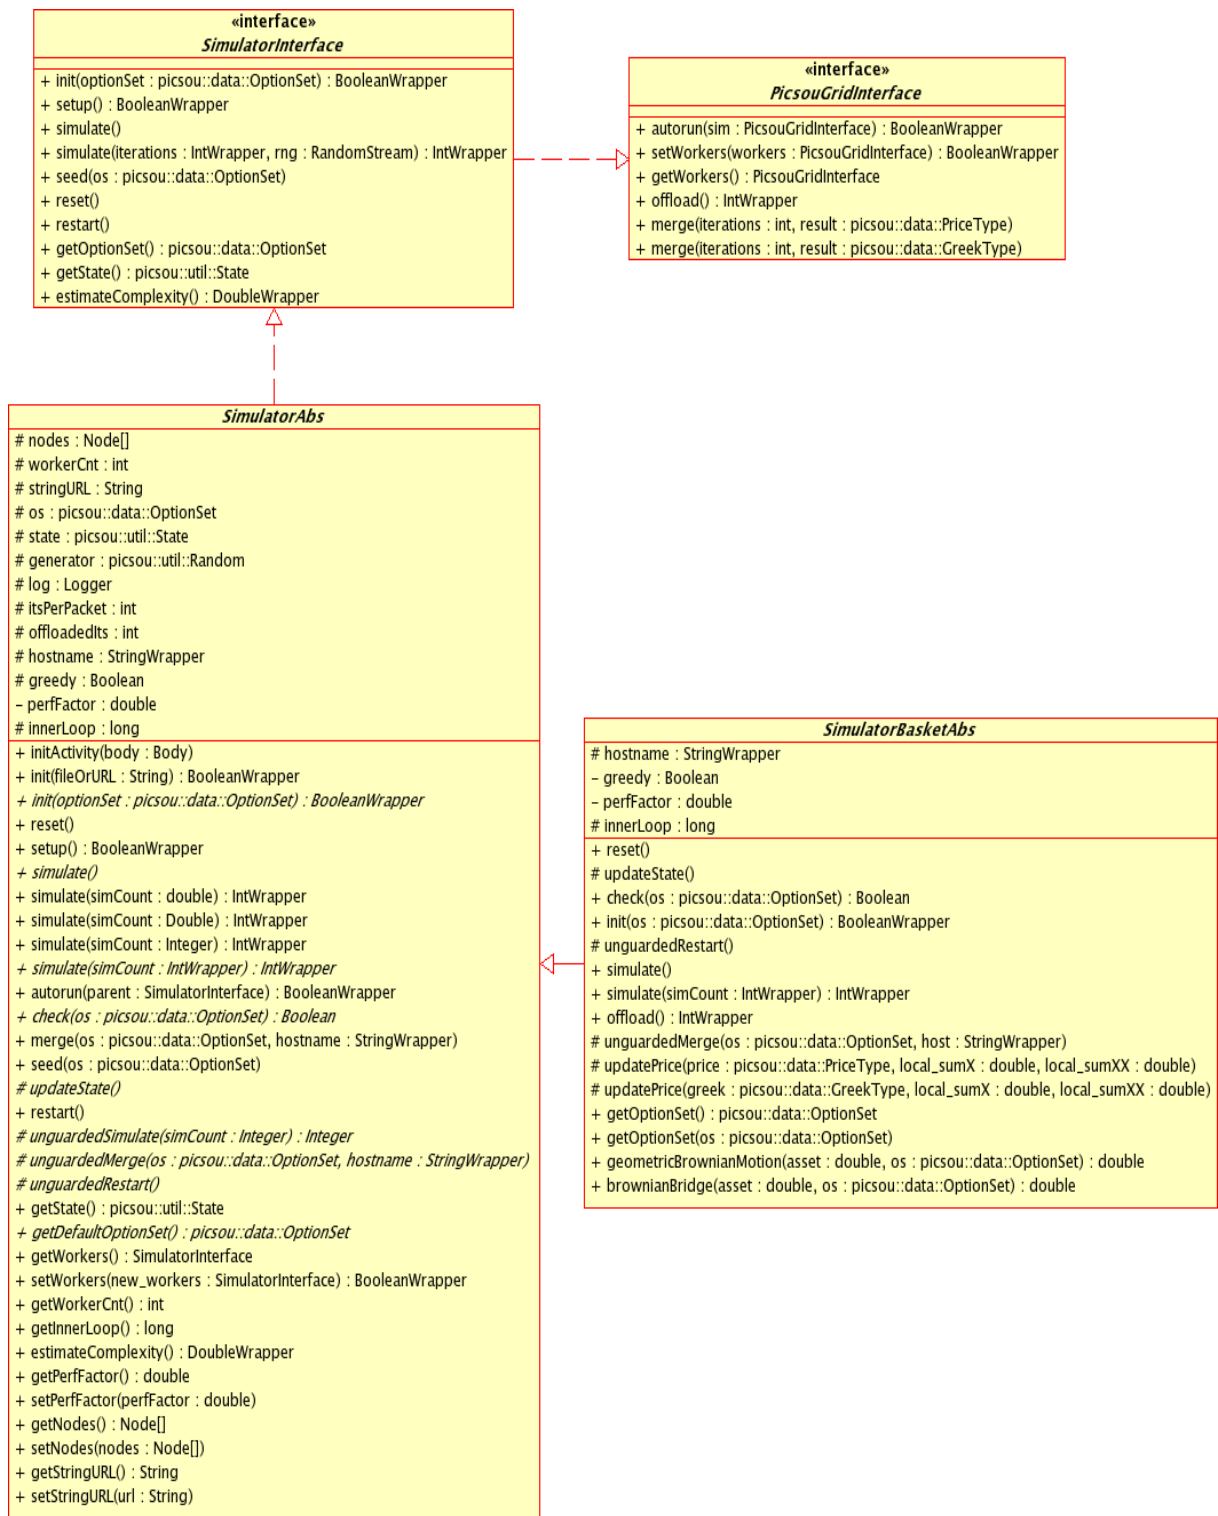 «interface»
SimulatorInterface
+ init(optionSet : picsou::data::OptionSet) : BooleanWrapper
+ setup() : BooleanWrapper
+ simulate()
+ simulate(iterations : IntWrapper, rng : RandomStream) : IntWrapper
+ seed(os : picsou::data::OptionSet)
+ reset()
+ restart()
+ getOptionSet() : picsou::data::OptionSet
+ getState() : picsou::util::State
+ estimateComplexity() : DoubleWrapper
«interface»
PicsouGridInterface
+ autorun(sim : PicsouGridInterface) : BooleanWrapper
+ setWorkers(workers : PicsouGridInterface) : BooleanWrapper
+ getWorkers() : PicsouGridInterface
+ offload() : IntWrapper
+ merge(iterations : int, result : picsou::data::PriceType)
+ merge(iterations : int, result : picsou::data::GreekType)
SimulatorAbs
# nodes : Node[]
# workerCnt : int
# stringURL : String
# os : picsou::data::OptionSet
# state : picsou::util::State
# generator : picsou::util::Random
# log : Logger
# itsPerPacket : int
# offloadedIts : int
# hostname : StringWrapper
# greedy : Boolean
– perfFactor : double
# innerLoop : long
+ initActivity(body : Body)
+ init(fileOrURL : String) : BooleanWrapper
+ init(optionSet : picsou::data::OptionSet) : BooleanWrapper
+ reset()
+ setup() : BooleanWrapper
+ simulate()
+ simulate(simCount : double) : IntWrapper
+ simulate(simCount : Double) : IntWrapper
+ simulate(simCount : Integer) : IntWrapper
+ simulate(simCount : IntWrapper) : IntWrapper
+ autorun(parent : SimulatorInterface) : BooleanWrapper
+ check(os : picsou::data::OptionSet) : Boolean
+ merge(os : picsou::data::OptionSet, hostname : StringWrapper)
+ seed(os : picsou::data::OptionSet)
# updateState()
+ restart()
# unguardedSimulate(simCount : Integer) : Integer
# unguardedMerge(os : picsou::data::OptionSet, hostname : StringWrapper)
# unguardedRestart()
+ getState() : picsou::util::State
+ getDefaultOptionSet() : picsou::data::OptionSet
+ getWorkers() : SimulatorInterface
+ setWorkers(new_workers : SimulatorInterface) : BooleanWrapper
+ getWorkerCnt() : int
+ getInnerLoop() : long
+ estimateComplexity() : DoubleWrapper
+ getPerfFactor() : double
+ setPerfFactor(perfFactor : double)
+ getNodes() : Node[]
+ setNodes(nodes : Node[])
+ getStringURL() : String
+ setStringURL(url : String)
SimulatorBasketAbs
# hostname : StringWrapper
– greedy : Boolean
– perfFactor : double
# innerLoop : long
+ reset()
# updateState()
+ check(os : picsou::data::OptionSet) : Boolean
+ init(os : picsou::data::OptionSet) : BooleanWrapper
# unguardedRestart()
+ simulate()
+ simulate(simCount : IntWrapper) : IntWrapper
+ offload() : IntWrapper
# unguardedMerge(os : picsou::data::OptionSet, host : StringWrapper)
# updatePrice(price : picsou::data::PriceType, local_sumX : double, local_sumXX : double)
# updatePrice(greek : picsou::data::GreekType, local_sumX : double, local_sumXX : double)
+ getOptionSet() : picsou::data::OptionSet
+ getOptionSet(os : picsou::data::OptionSet)
+ geometricBrownianMotion(asset : double, os : picsou::data::OptionSet) : double
+ brownianBridge(asset : double, os : picsou::data::OptionSet) : double